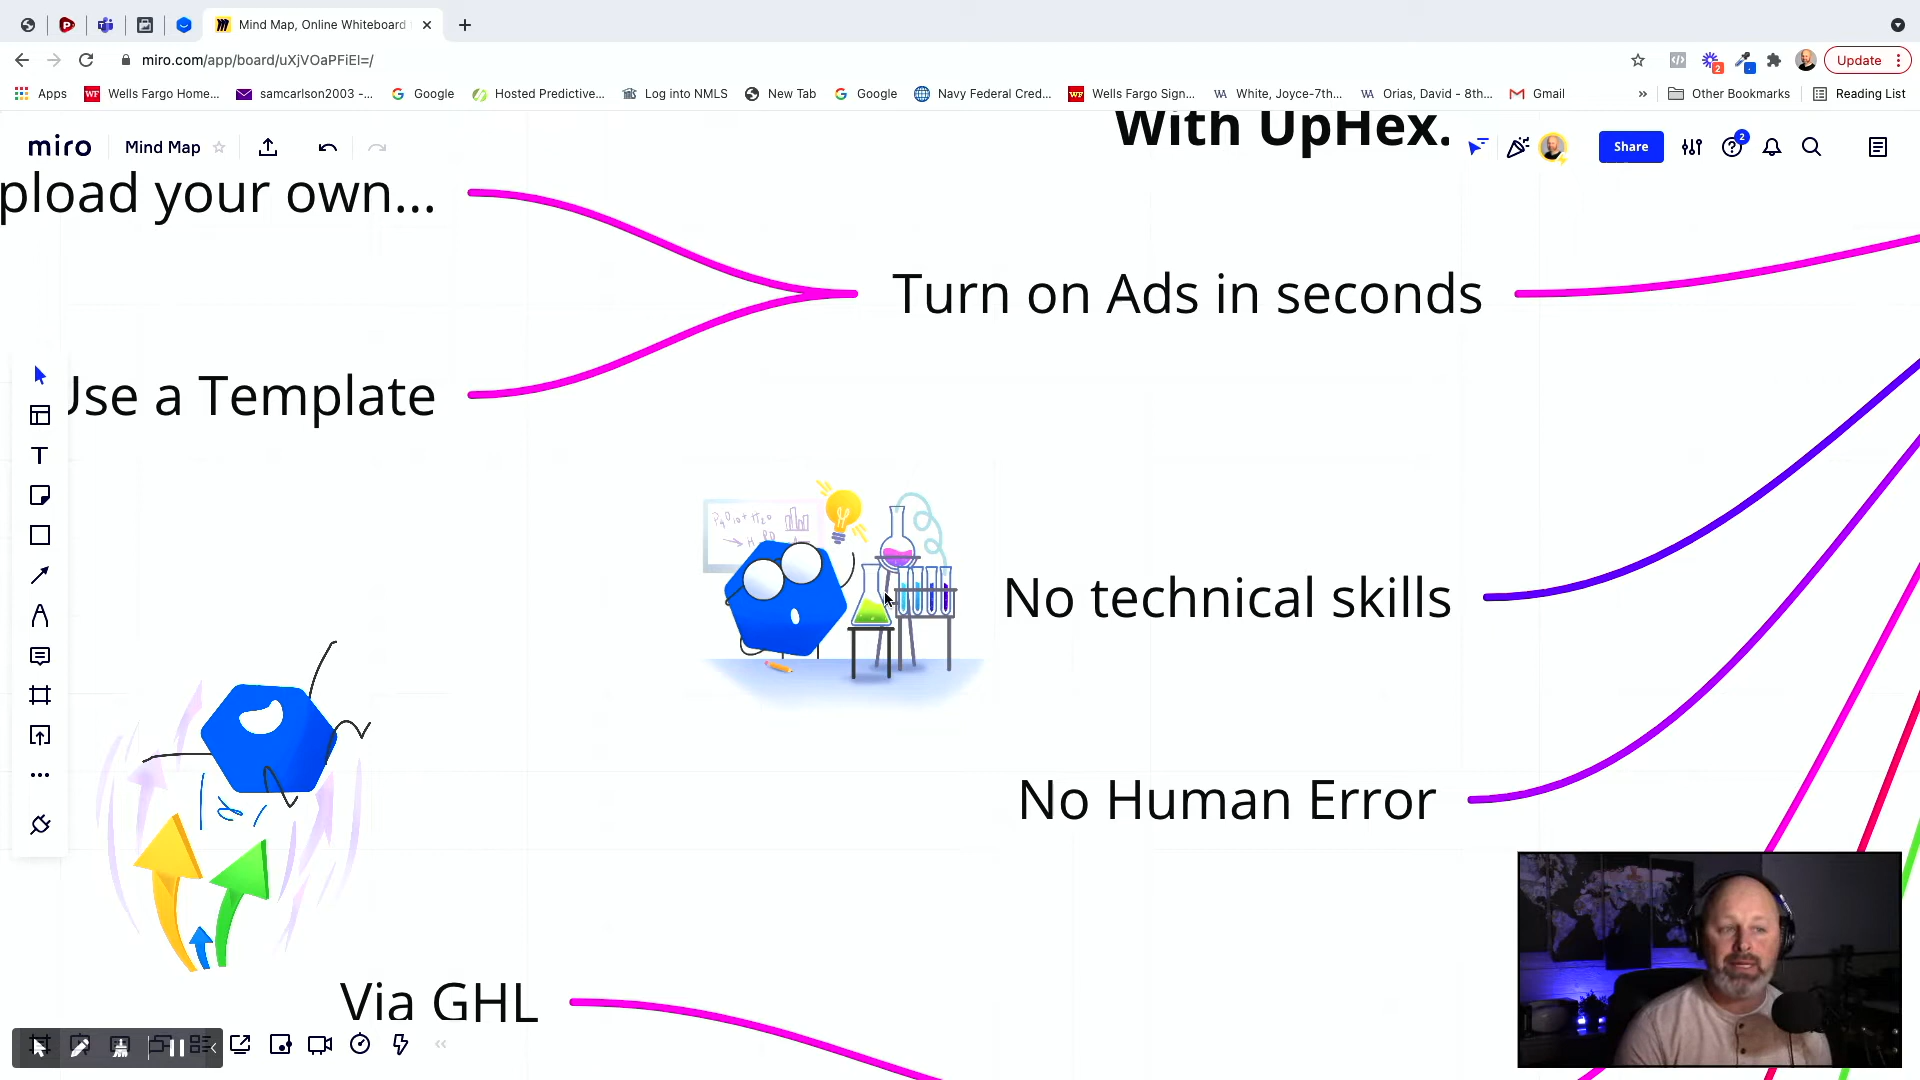 Mind Map, Online Whiteboard
miro.com/app/board/uXjVOaPFiEI=/
Update
Apps
Wells Fargo Home...
samcarlson2003 -...
Google
Hosted Predictive...
Log into NMLS
New Tab
Google
Navy Federal Cred...
Wells Fargo Sign...
White, Joyce-7th...
Orias, David - 8th...
Gmail
»
Other Bookmarks
Reading List
With UpHex.
miro
Mind Map
Share
2
pload your own...
Turn on Ads in seconds
Use a Template
No technical skills
No Human Error
Via GHL